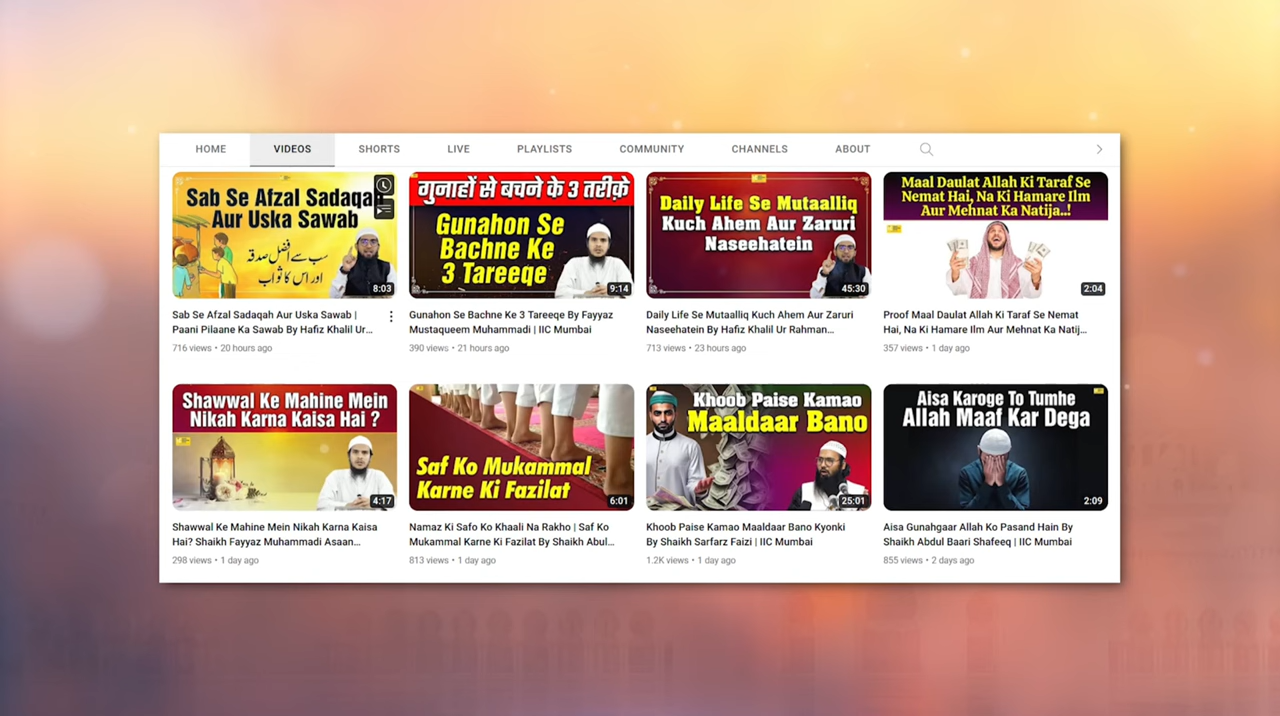 HOME VIDEOS SHORTS LIVE PLAYLISTS COMMUNITY CHANNELS ABOUT
Sab Se Afzal Sadaqah
Aur Uska Sawab
سب سے افضل صدقہ
اور اس کا ثواب
8:03
गुनाहों से बचने के 3 तरीक़े
Gunahon Se
Bachne Ke
3 Tareeqe
9:14
Daily Life Se Mutaalliq
Kuch Ahem Aur Zaruri
Naseehatein
45:30
Maal Daulat Allah Ki Taraf Se
Nemat Hai, Na Ki Hamare Ilm
Aur Mehnat Ka Natija..!
2:04
Sab Se Afzal Sadaqah Aur Uska Sawab |
Paani Pilaane Ka Sawab By Hafiz Khalil Ur...
716 views • 20 hours ago
Gunahon Se Bachne Ke 3 Tareeqe By Fayyaz
Mustaqueem Muhammadi | IIC Mumbai
390 views • 21 hours ago
Daily Life Se Mutaalliq Kuch Ahem Aur Zaruri
Naseehatein By Hafiz Khalil Ur Rahman...
713 views • 23 hours ago
Proof Maal Daulat Allah Ki Taraf Se Nemat
Hai, Na Ki Hamare Ilm Aur Mehnat Ka Natij...
357 views • 1 day ago
Shawwal Ke Mahine Mein
Nikah Karna Kaisa Hai ?
4:17
Saf Ko Mukammal
Karne Ki Fazilat
6:01
Khoob Paise Kamao
Maaldaar Bano
25:01
Aisa Karoge To Tumhe
Allah Maaf Kar Dega
2:09
Shawwal Ke Mahine Mein Nikah Karna Kaisa
Hai? Shaikh Fayyaz Muhammadi Asaan...
298 views • 1 day ago
Namaz Ki Safo Ko Khaali Na Rakho | Saf Ko
Mukammal Karne Ki Fazilat By Shaikh Abul...
813 views • 1 day ago
Khoob Paise Kamao Maaldaar Bano Kyonki
By Shaikh Sarfarz Faizi | IIC Mumbai
1.2K views • 1 day ago
Aisa Gunahgaar Allah Ko Pasand Hain By
Shaikh Abdul Baari Shafeeq | IIC Mumbai
855 views • 2 days ago